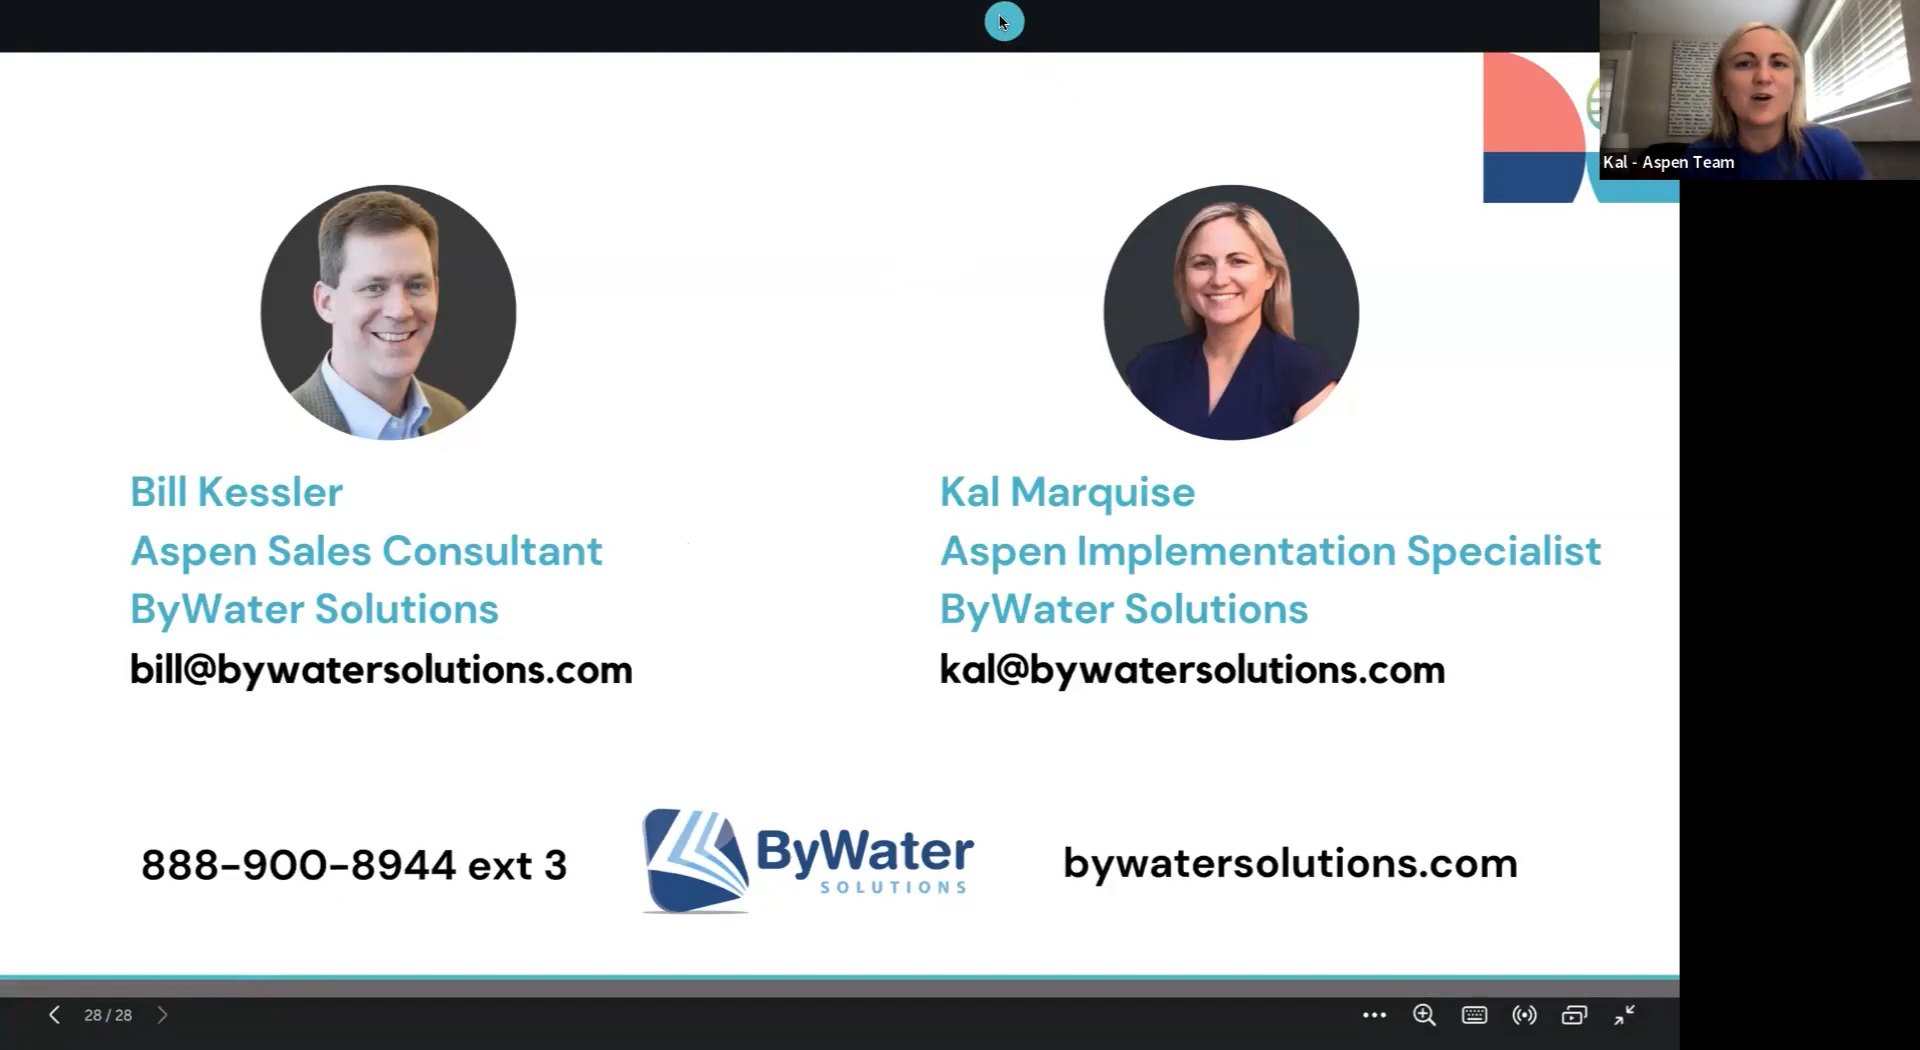 Kal - Aspen Team
Bill Kessler
Aspen Sales Consultant
ByWater Solutions
bill@bywatersolutions.com
Kal Marquise
Aspen Implementation Specialist
ByWater Solutions
kal@bywatersolutions.com
888-900-8944 ext 3
ByWater
SOLUTIONS
bywatersolutions.com
28 / 28